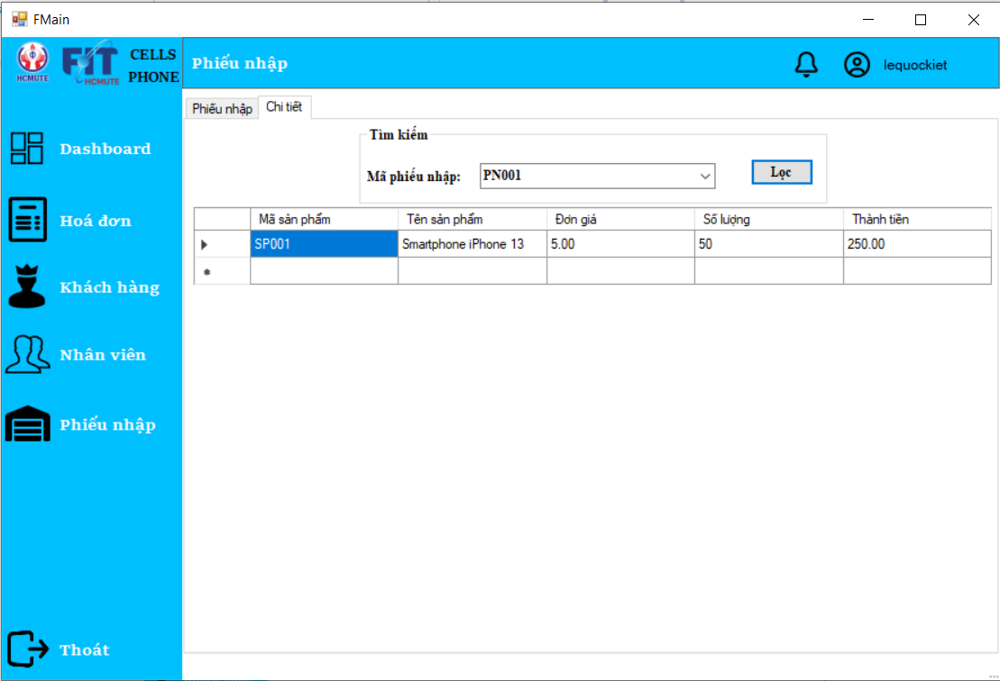 FMain
HCMUTE
FIT
HCMUTE
CELLS
PHONE
Phiếu nhập
lequockiet
Dashboard
Hoá đơn
Khách hàng
Nhân viên
Phiếu nhập
Thoát
Phiếu nhập Chi tiết
Tìm kiếm
Mã phiếu nhập: PN001 Lọc
Mã sản phẩm Tên sản phẩm Đơn giá Số lượng Thành tiền
SP001 Smartphone iPhone 13 5.00 50 250.00